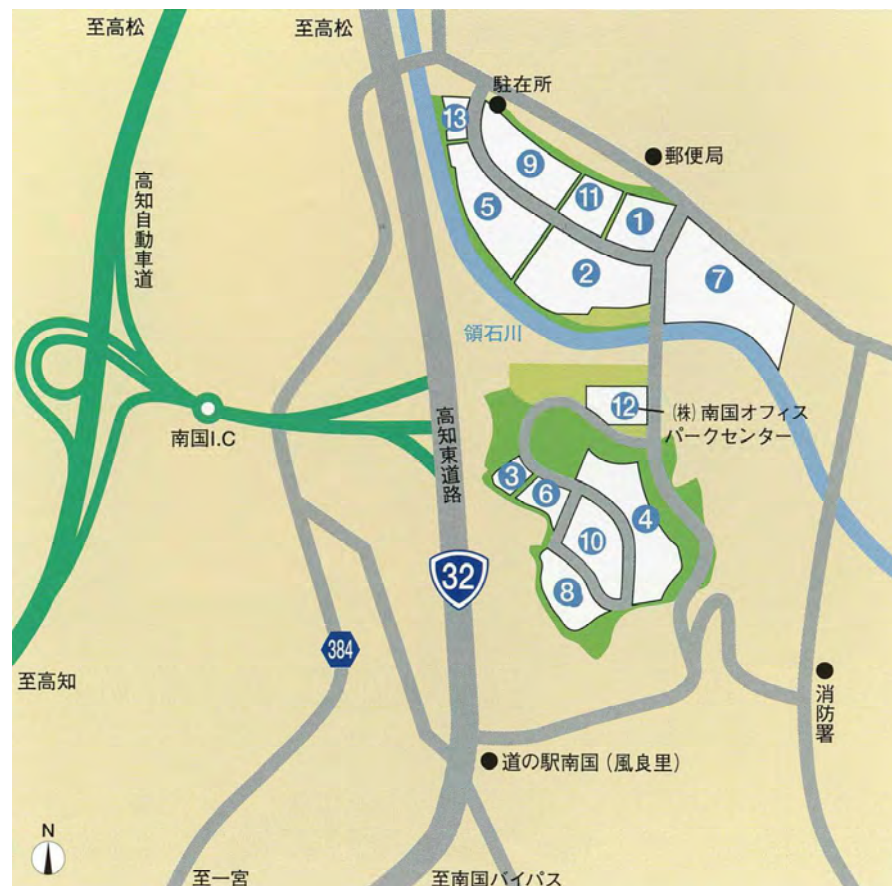 至高松
至高松
駐在所
13
郵便局
9
高知自動車道
11
5
1
2
7
領石川
12
(株)南国オフィス
パークセンター
南国I.C
高知東道路
3
6
4
10
32
8
384
至高知
消防署
道の駅南国(風良里)
N
至一宮
至南国バイパス